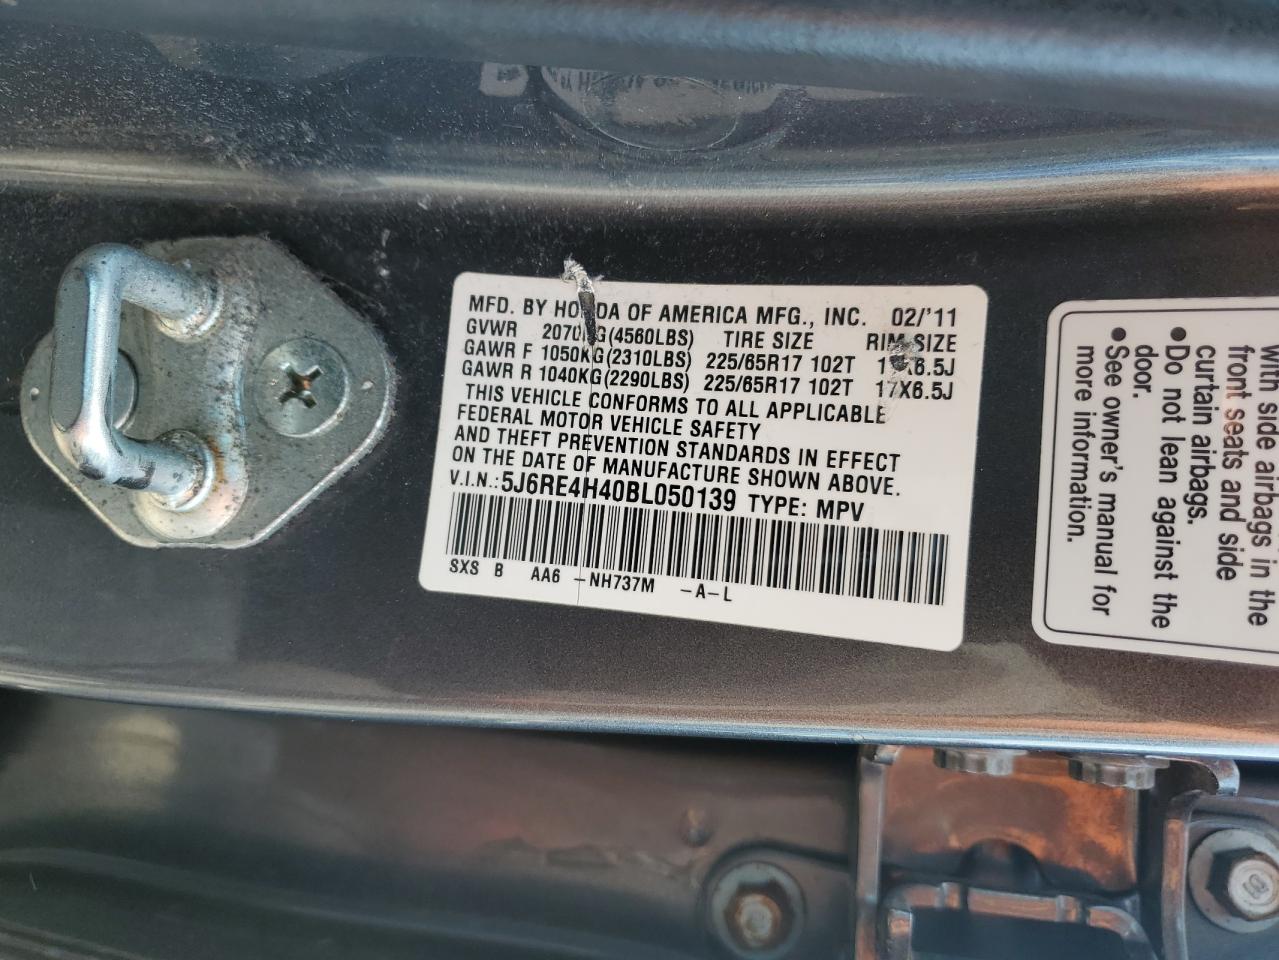 MFD. BY HONDA OF AMERICA MFG., INC. 02/'11
GVWR 2070KG(4560LBS) TIRE SIZE RIM SIZE
GAWR F 1050KG(2310LBS) 225/65R17 102T 17X6.5J
GAWR R 1040KG(2290LBS) 225/65R17 102T 17X6.5J
THIS VEHICLE CONFORMS TO ALL APPLICABLE
FEDERAL MOTOR VEHICLE SAFETY
AND THEFT PREVENTION STANDARDS IN EFFECT
ON THE DATE OF MANUFACTURE SHOWN ABOVE.
V.I.N.: 5J6RE4H40BL050139 TYPE: MPV
SXS B AA6 -NH737M -A-L
With side airbags in the
front seats and side
curtain airbags.
●Do not lean against the
door.
●See owner's manual for
more information.